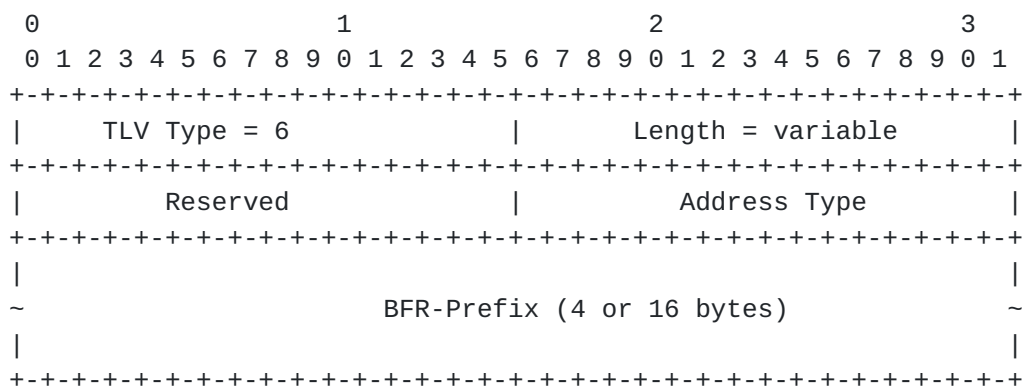 0                   1                   2                   3
 0 1 2 3 4 5 6 7 8 9 0 1 2 3 4 5 6 7 8 9 0 1 2 3 4 5 6 7 8 9 0 1
+-+-+-+-+-+-+-+-+-+-+-+-+-+-+-+-+-+-+-+-+-+-+-+-+-+-+-+-+-+-+-+-+
|     TLV Type = 6              |       Length = variable       |
+-+-+-+-+-+-+-+-+-+-+-+-+-+-+-+-+-+-+-+-+-+-+-+-+-+-+-+-+-+-+-+-+
|         Reserved              |          Address Type         |
+-+-+-+-+-+-+-+-+-+-+-+-+-+-+-+-+-+-+-+-+-+-+-+-+-+-+-+-+-+-+-+-+
|                                                               |
~                       BFR-Prefix (4 or 16 bytes)              ~
|                                                               |
+-+-+-+-+-+-+-+-+-+-+-+-+-+-+-+-+-+-+-+-+-+-+-+-+-+-+-+-+-+-+-+-+